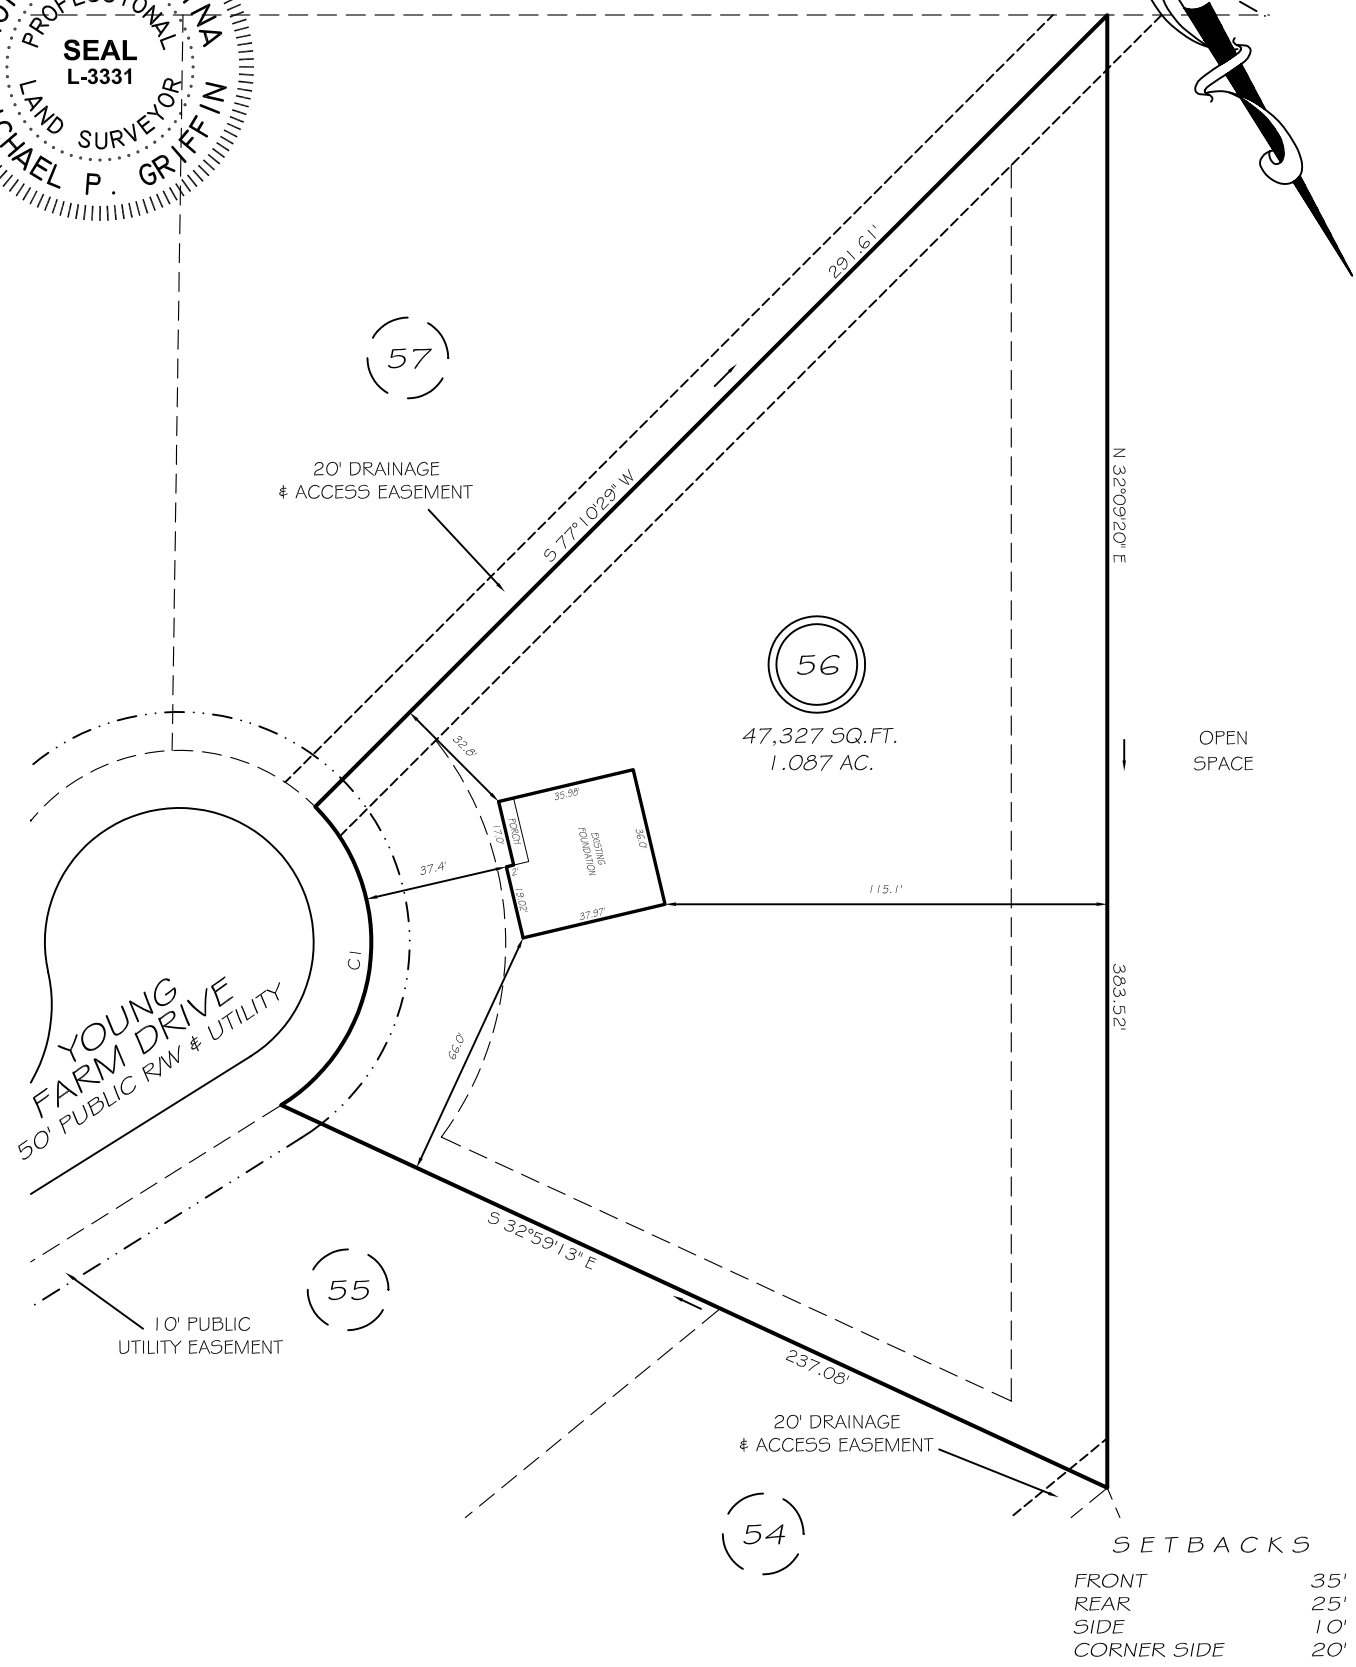 PROFESSIONAL
SEAL
L-3331
LAND SURVEYOR
P. GRIFFIN
291.61'
57
20' DRAINAGE
& ACCESS EASEMENT
S 77°10'29" W
N 32°09'20" E
56
47,327 SQ.FT.
1.087 AC.
OPEN
SPACE
32.8'
35.98'
17.0'
PORCH
EXISTING
FOUNDATION
36.0'
37.4'
2'
19.02'
37.97'
115.1'
C1
383.52'
YOUNG
FARM DRIVE
50' PUBLIC R/W & UTILITY
66.0'
S 32°59'13" E
55
10' PUBLIC
UTILITY EASEMENT
237.08'
20' DRAINAGE
& ACCESS EASEMENT
54
SETBACKS
FRONT 35'
REAR 25'
SIDE 10'
CORNER SIDE 20'